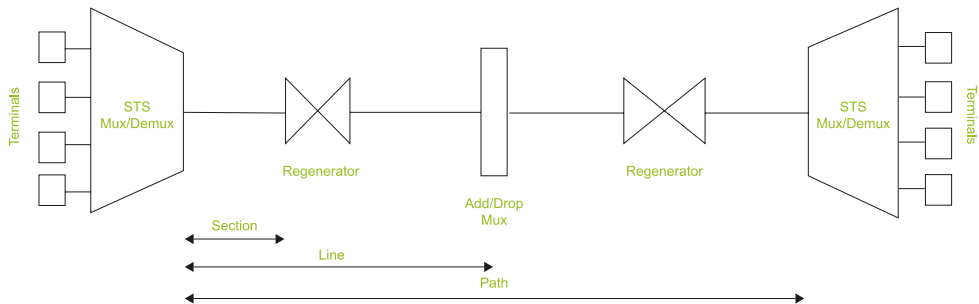 Terminals
STS
Mux/Demux
Regenerator
Add/Drop
Mux
Regenerator
STS
Mux/Demux
Terminals
Section
Line
Path